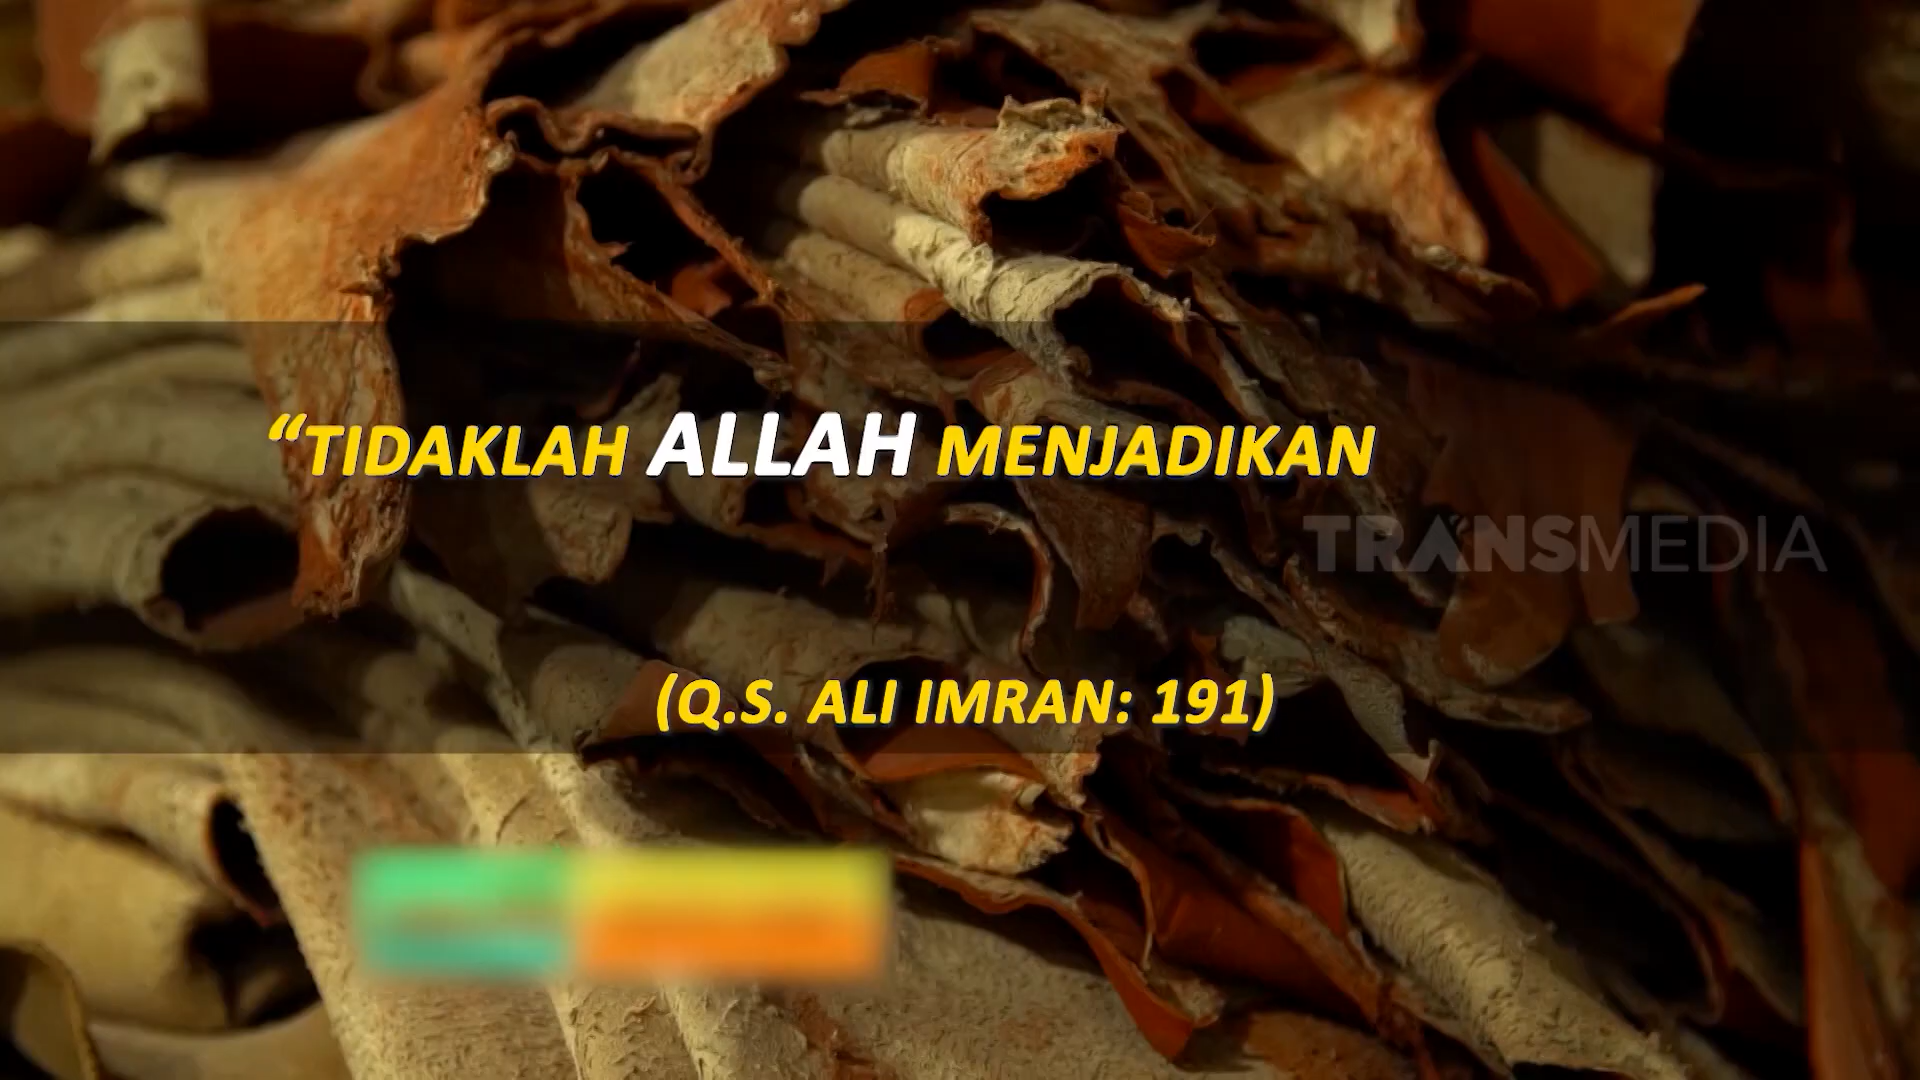 “TIDAKLAH ALLAH MENJADIKAN
TRANSMEDIA
(Q.S. ALI IMRAN: 191)